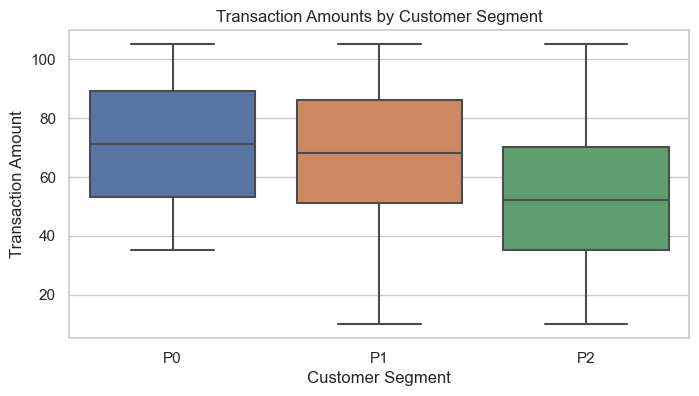 Transaction Amounts by Customer Segment
Transaction Amount
100
80
60
40
20
P0 P1 P2
Customer Segment